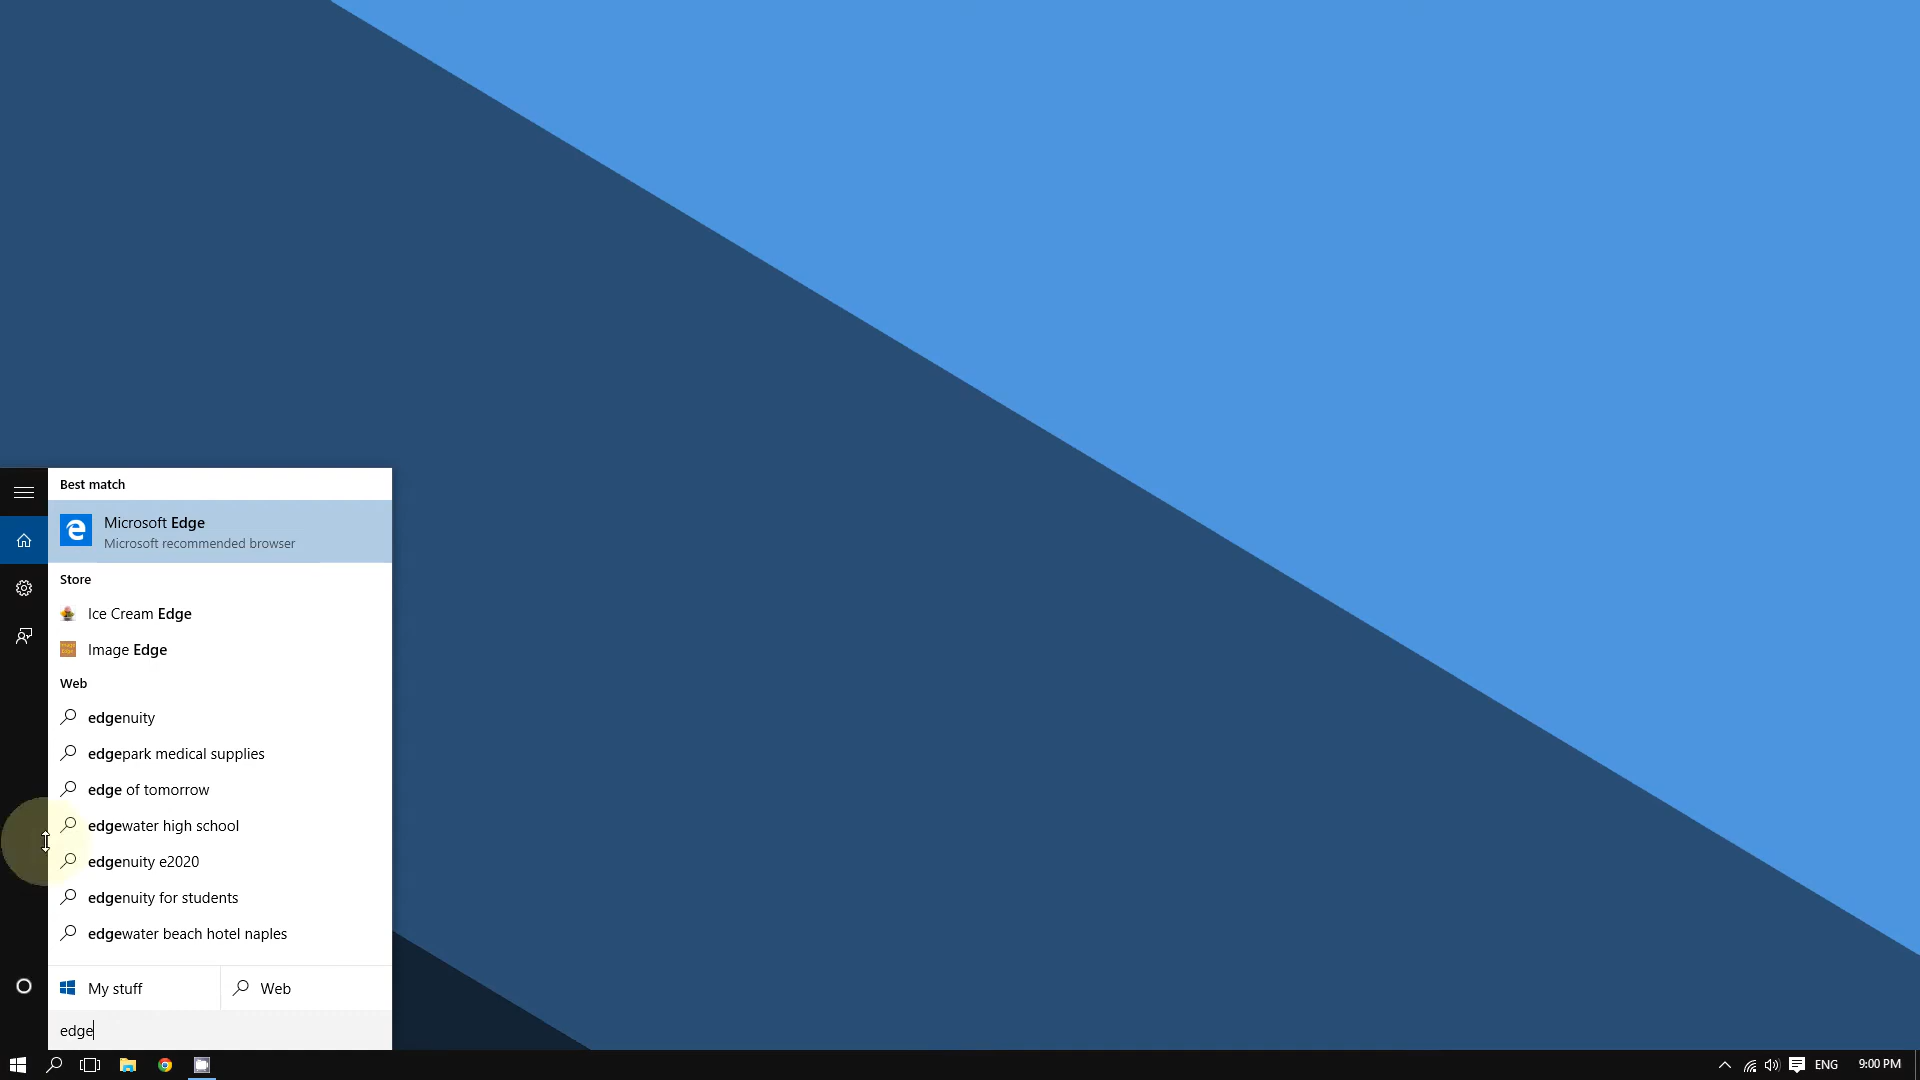 Best match
Microsoft Edge
Microsoft recommended browser
Store
Ice Cream Edge
Image Edge
Web
edgenuity
edgepark medical supplies
edge of tomorrow
edgewater high school
edgenuity e2020
edgenuity for students
edgewater beach hotel naples
My stuff
Web
edge
ENG
9:00 PM